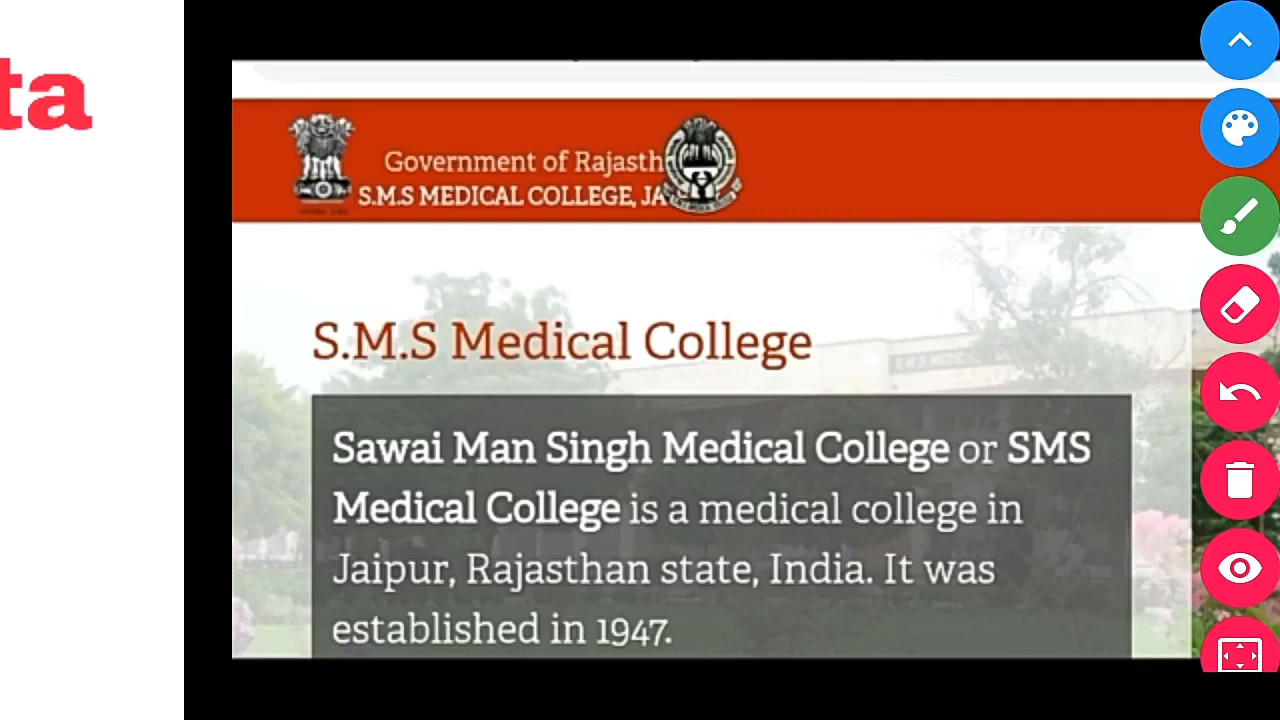 ta
Government of Rajasth
S.M.S MEDICAL COLLEGE, JA
S.M.S Medical College
Sawai Man Singh Medical College or SMS
Medical College is a medical college in
Jaipur, Rajasthan state, India. It was
established in 1947.